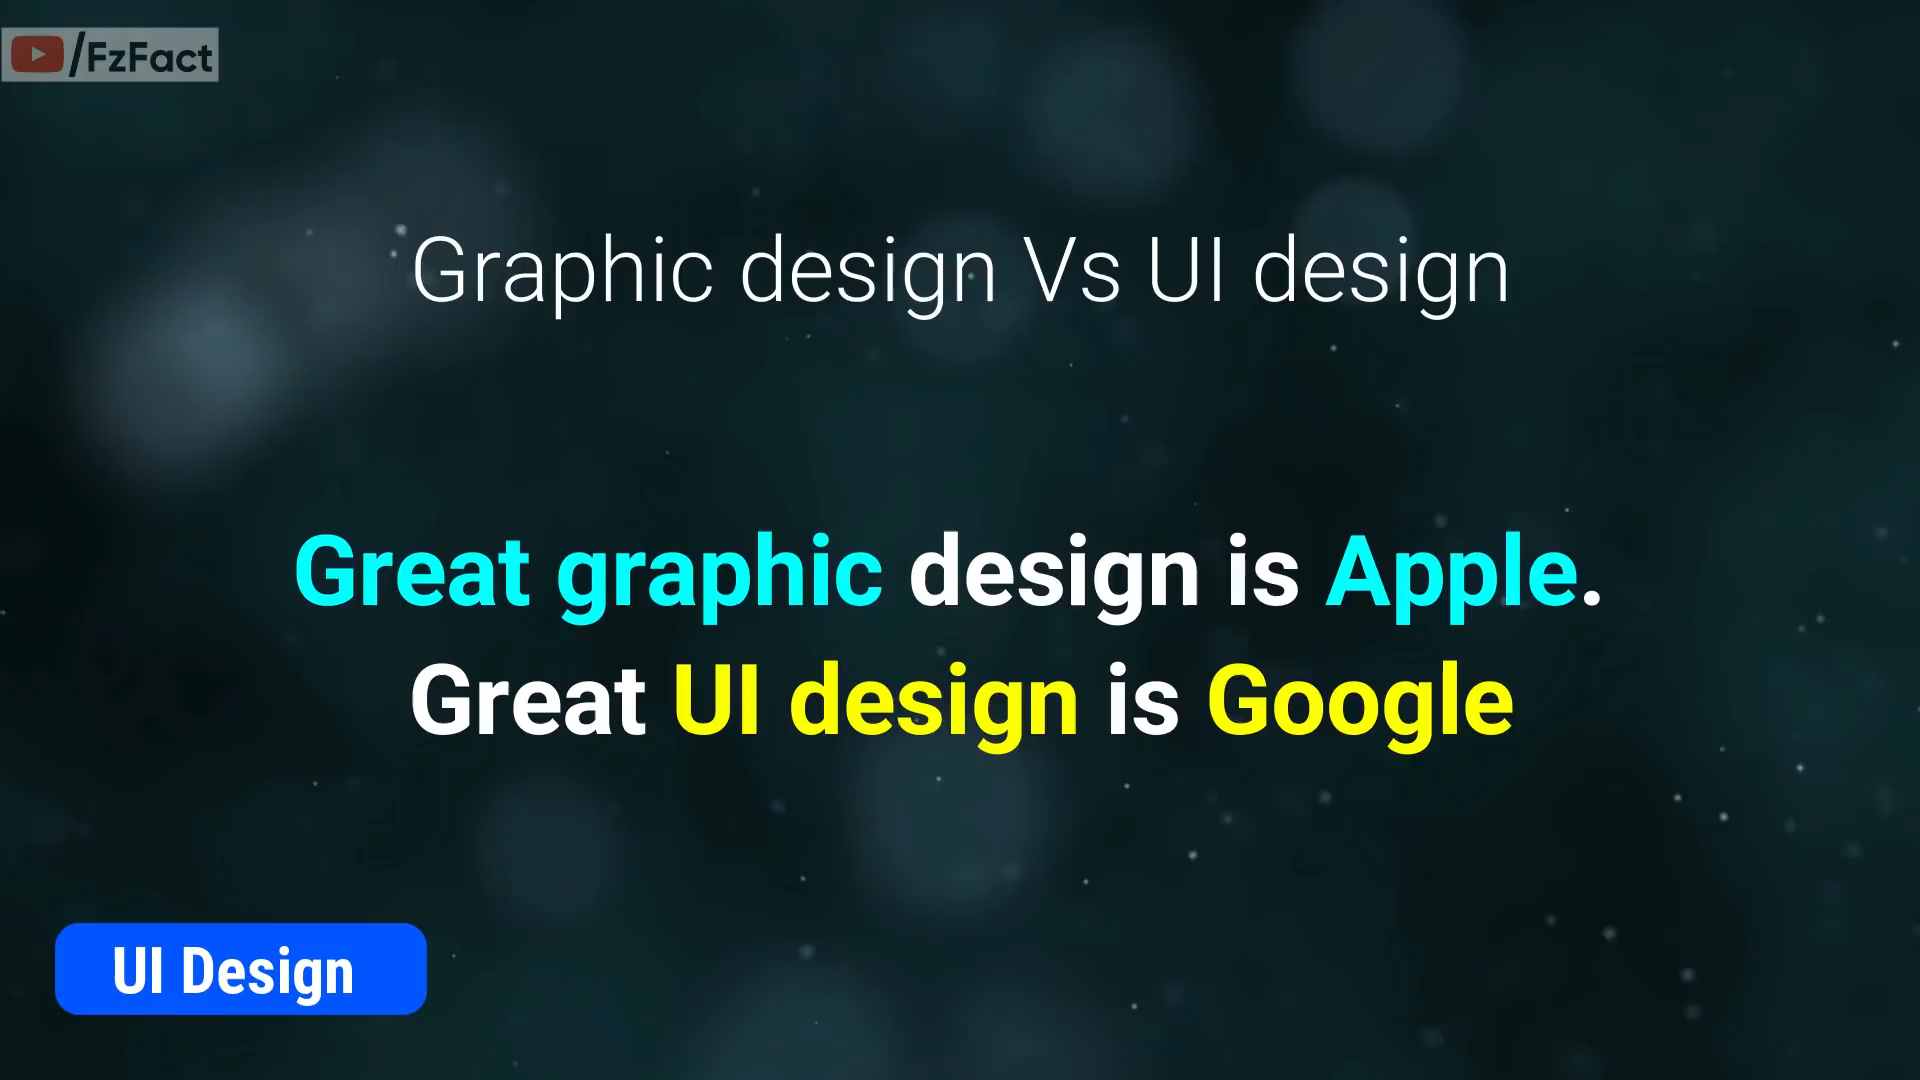 /FzFact
Graphic design Vs UI design
Great graphic design is Apple.
Great UI design is Google
UI Design